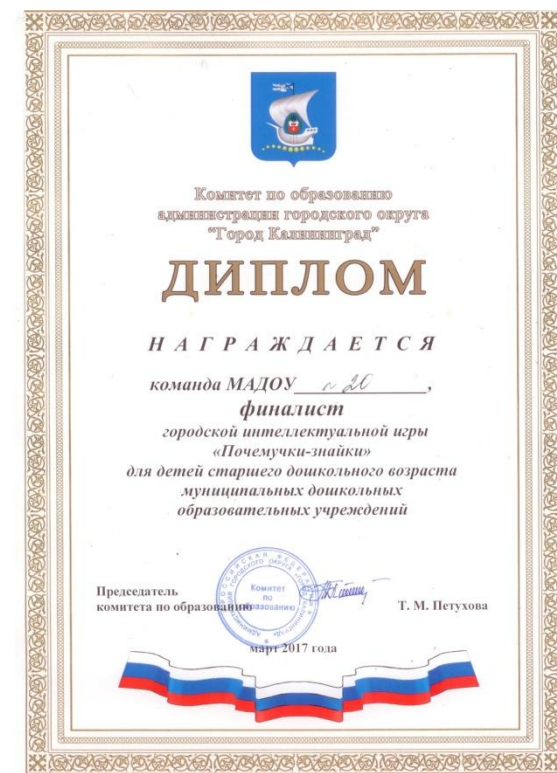 Комитет по образованию
администрации городского округа
"Город Калининград"
ДИПЛОМ
НАГРАЖДАЕТСЯ
команда МАДОУ 20,
финалист
городской интеллектуальной игры
«Почемучки-знайки»
для детей старшего дошкольного возраста
муниципальных дошкольных
образовательных учреждений
Комитет
по
образованию
Председатель
комитета по образованию
Т. М. Петухова
март 2017 года